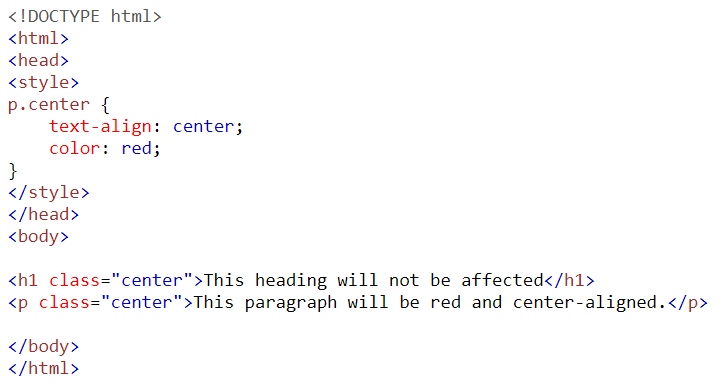 <!DOCTYPE html>
<html>
<head>
<style>
p.center {
    text-align: center;
    color: red;
}
</style>
</head>
<body>

<h1 class="center">This heading will not be affected</h1>
<p class="center">This paragraph will be red and center-aligned.</p>

</body>
</html>